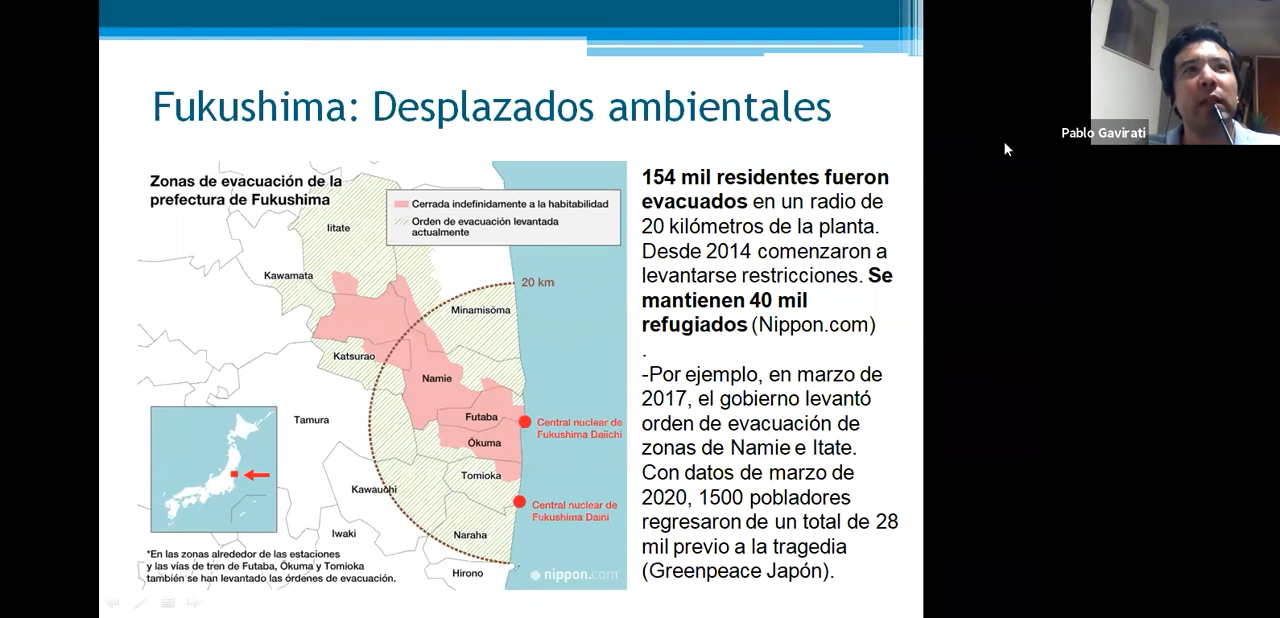 Fukushima: Desplazados ambientales
Zonas de evacuación de la
prefectura de Fukushima
Cerrada indefinidamente a la habitabilidad
Orden de evacuación levantada
actualmente
Iitate
Kawamata
20 km
Minamisōma
Katsurao
Namie
Tamura
Futaba
Central nuclear de
Fukushima Daiichi
Ōkuma
Tomioka
Kawauchi
Central nuclear de
Fukushima Daini
Iwaki
Naraha
Hirono
*En las zonas alrededor de las estaciones
y las vías de tren de Futaba, Ōkuma y Tomioka
también se han levantado las órdenes de evacuación.
nippon.com
154 mil residentes fueron
evacuados en un radio de
20 kilómetros de la planta.
Desde 2014 comenzaron a
levantarse restricciones. Se
mantienen 40 mil
refugiados (Nippon.com)
.
-Por ejemplo, en marzo de
2017, el gobierno levantó
orden de evacuación de
zonas de Namie e Itate.
Con datos de marzo de
2020, 1500 pobladores
regresaron de un total de 28
mil previo a la tragedia
(Greenpeace Japón).
Pablo Gavirati